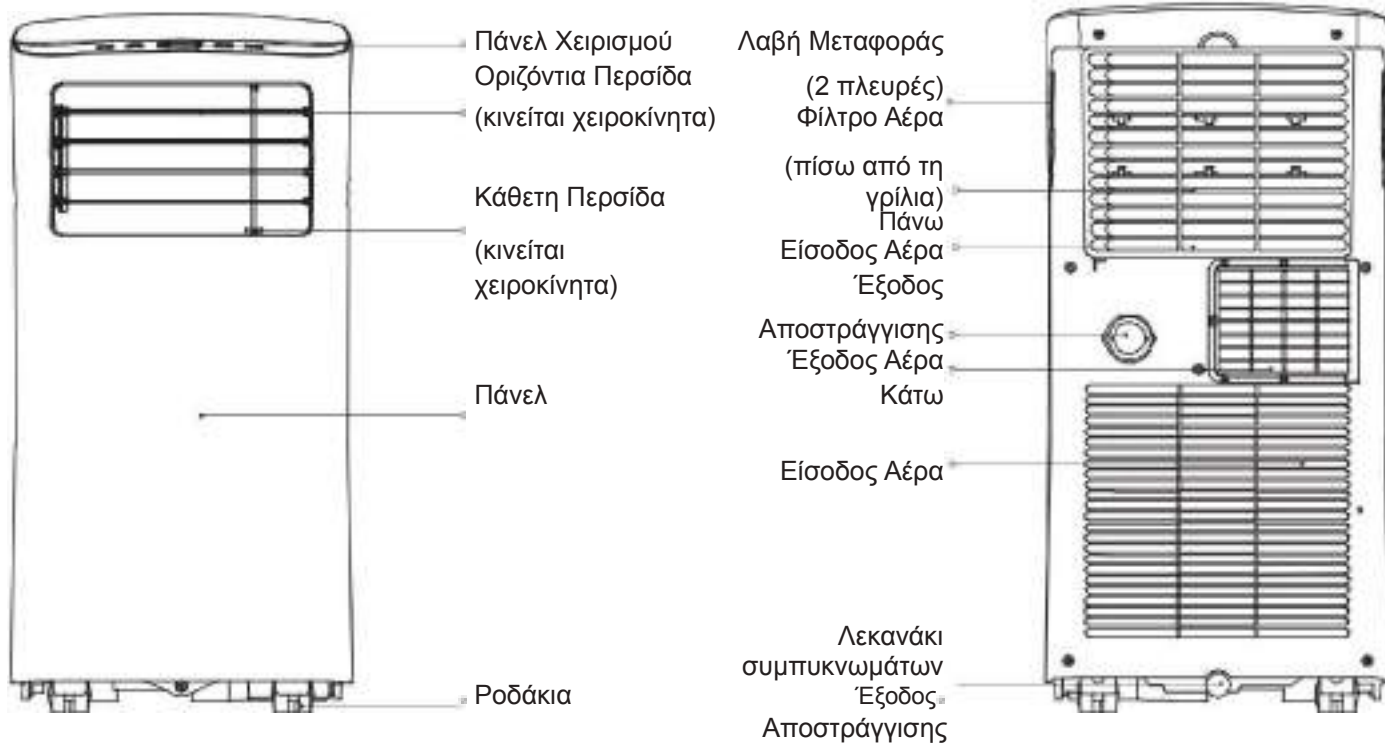 Πάνελ Χειρισμού
Οριζόντια Περσίδα
(κινείται χειροκίνητα)
Κάθετη Περσίδα
(κινείται
χειροκίνητα)
Πάνελ
Ροδάκια
Λαβή Μεταφοράς
(2 πλευρές)
Φίλτρο Αέρα
(πίσω από τη
γρίλια)
Πάνω
Είσοδος Αέρα
Έξοδος
Αποστράγγισης
Έξοδος Αέρα
Κάτω
Είσοδος Αέρα
Λεκανάκι
συμπυκνωμάτων
Έξοδος
Αποστράγγισης